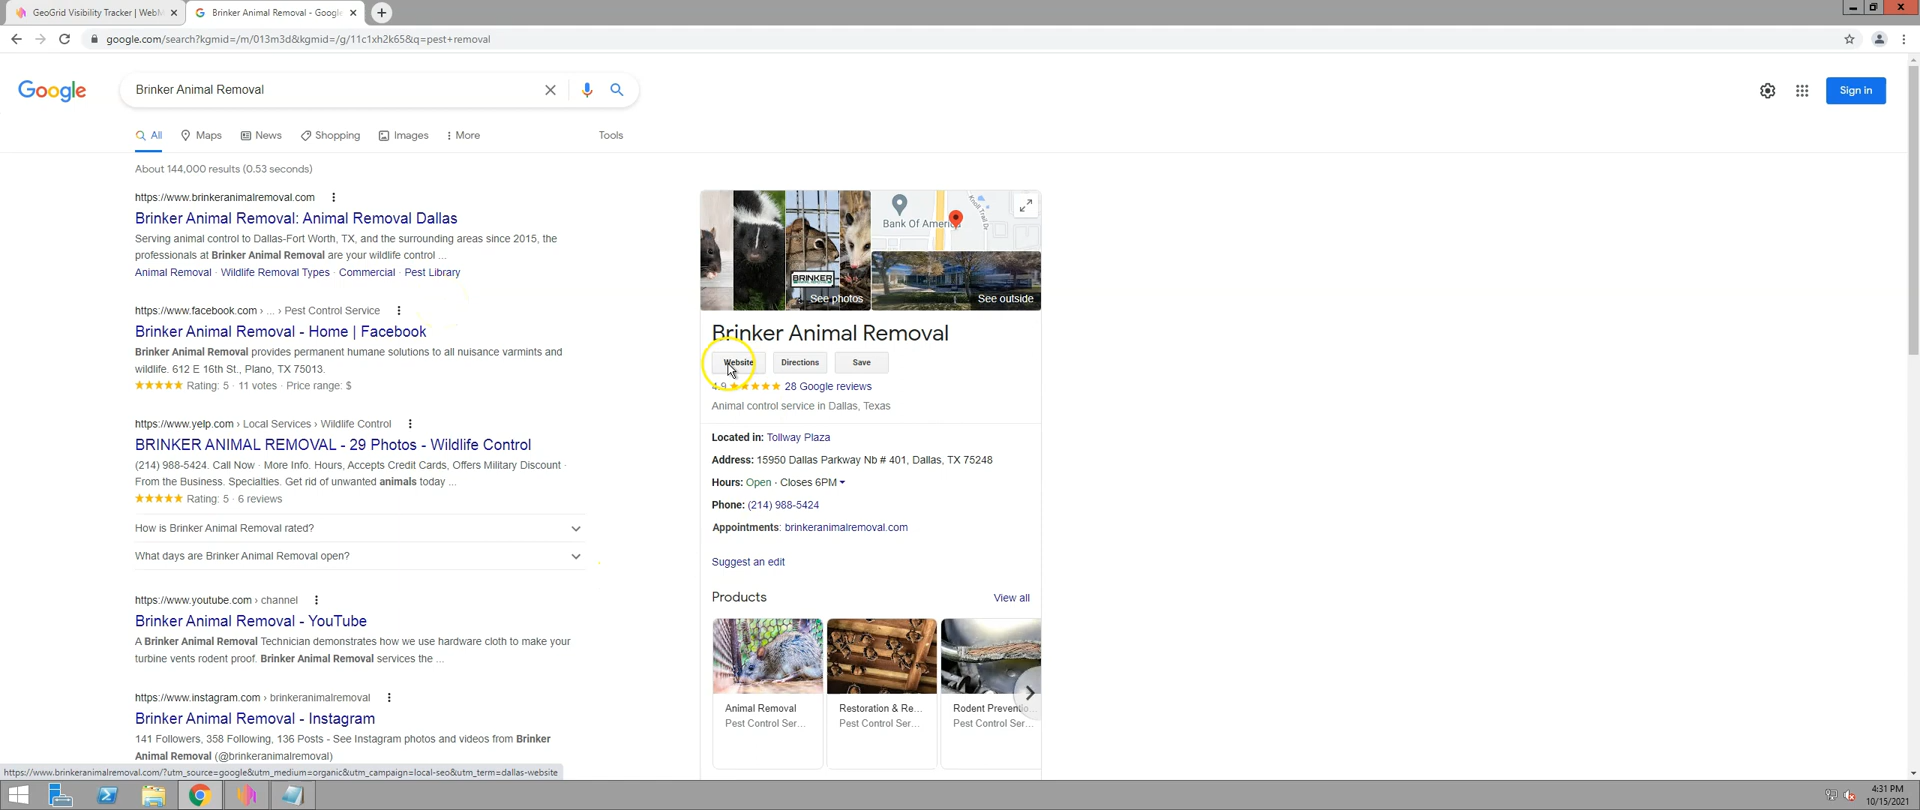 GeoGrid Visibility Tracker | WebM
Brinker Animal Removal - Google
google.com/search?kgmid=/m/013m3d&kgmid=/g/11c1xh2k65&q=pest+removal
Google
Brinker Animal Removal
Sign in
All
Maps
News
Shopping
Images
More
Tools
About 144,000 results (0.53 seconds)
https://www.brinkeranimalremoval.com
Brinker Animal Removal: Animal Removal Dallas
Serving animal control to Dallas-Fort Worth, TX, and the surrounding areas since 2015, the
professionals at Brinker Animal Removal are your wildlife control ...
Animal Removal · Wildlife Removal Types · Commercial · Pest Library
https://www.facebook.com › ... › Pest Control Service
Brinker Animal Removal - Home | Facebook
Brinker Animal Removal provides permanent humane solutions to all nuisance varmints and
wildlife. 612 E 16th St., Plano, TX 75013.
Rating: 5 · 11 votes · Price range: $
https://www.yelp.com › Local Services › Wildlife Control
BRINKER ANIMAL REMOVAL - 29 Photos - Wildlife Control
(214) 988-5424. Call Now · More Info. Hours, Accepts Credit Cards, Offers Military Discount ·
From the Business. Specialties. Get rid of unwanted animals today ...
Rating: 5 · 6 reviews
How is Brinker Animal Removal rated?
What days are Brinker Animal Removal open?
https://www.youtube.com › channel
Brinker Animal Removal - YouTube
A Brinker Animal Removal Technician demonstrates how we use hardware cloth to make your
turbine vents rodent proof. Brinker Animal Removal services the ...
https://www.instagram.com › brinkeranimalremoval
Brinker Animal Removal - Instagram
141 Followers, 358 Following, 136 Posts - See Instagram photos and videos from Brinker
Animal Removal (@brinkeranimalremoval)
https://www.brinkeranimalremoval.com/?utm_source=google&utm_medium=organic&utm_campaign=local-seo&utm_term=dallas-website
BRINKER
See photos
Bank Of America
Knoll Trail Dr
See outside
Brinker Animal Removal
Website
Directions
Save
4.9
28 Google reviews
Animal control service in Dallas, Texas
Located in: Tollway Plaza
Address: 15950 Dallas Parkway Nb # 401, Dallas, TX 75248
Hours: Open · Closes 6PM
Phone: (214) 988-5424
Appointments: brinkeranimalremoval.com
Suggest an edit
Products
View all
Animal Removal
Pest Control Ser...
Restoration & Re...
Pest Control Ser...
Rodent Preventio...
Pest Control Ser...
4:31 PM
10/15/2021